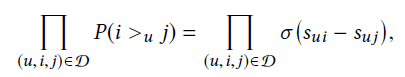 ∏_{(u,i,j)∈𝒟} P(i >_u j) = ∏_{(u,i,j)∈𝒟} σ(s_{ui} − s_{uj}),